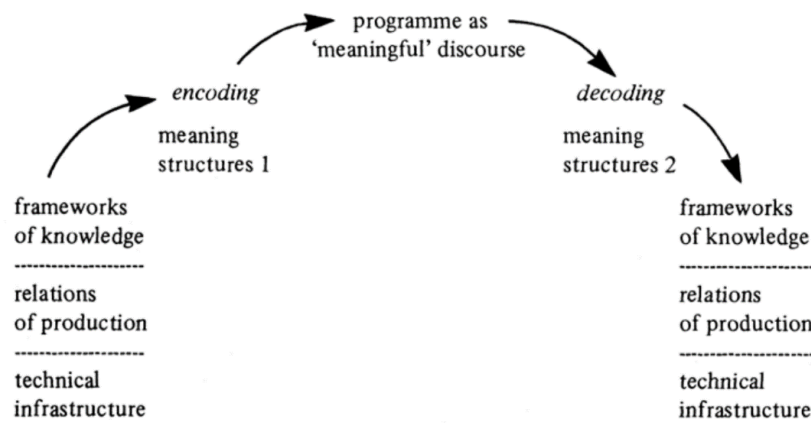 programme as
‘meaningful’ discourse
encoding
decoding
meaning
structures 1
meaning
structures 2
frameworks
of knowledge
---------------------
relations
of production
---------------------
technical
infrastructure
frameworks
of knowledge
---------------------
relations
of production
---------------------
technical
infrastructure